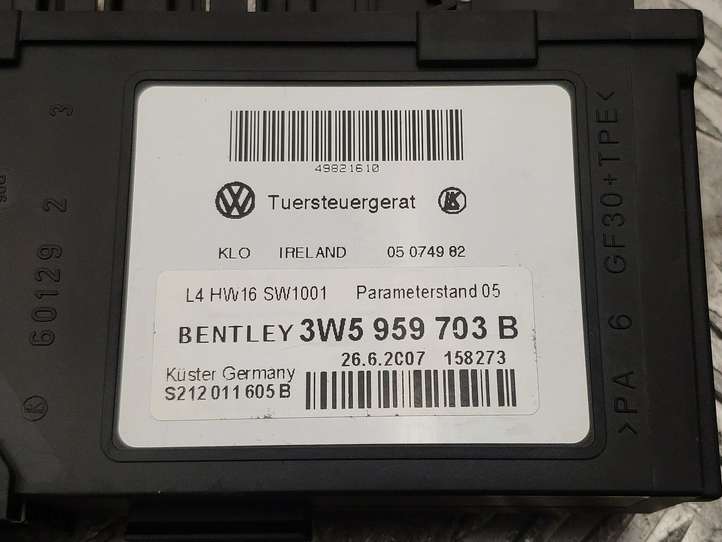 49821610
Tuersteuergerat
KLO IRELAND 05 0749 82
L4 HW16 SW1001 Parameterstand 05
BENTLEY 3W5 959 703 B
26.6.2007 158273
Küster Germany
S212 011 605 B
60129 2 3
>PA 6 GF30+TPE<